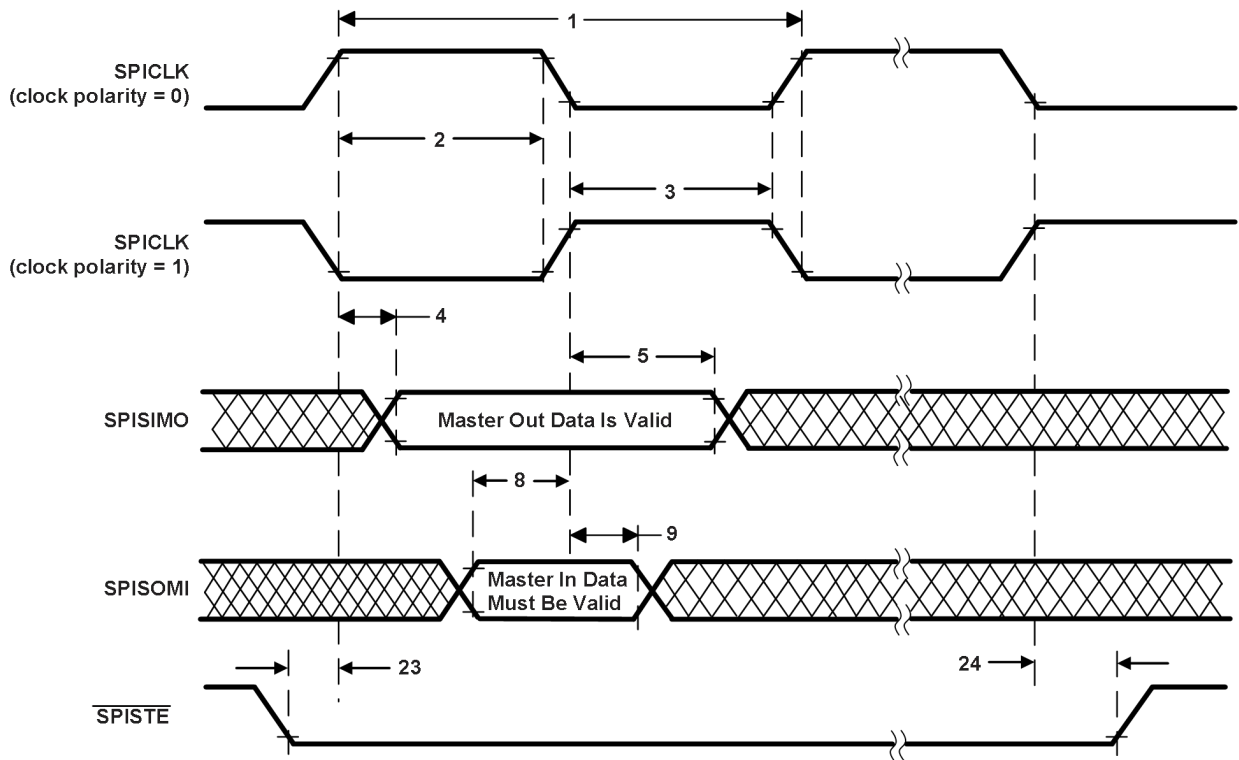 1
SPICLK
(clock polarity = 0)
2
3
SPICLK
(clock polarity = 1)
4
5
SPISIMO
Master Out Data Is Valid
8
9
SPISOMI
Master In Data
Must Be Valid
23
24
SPISTE